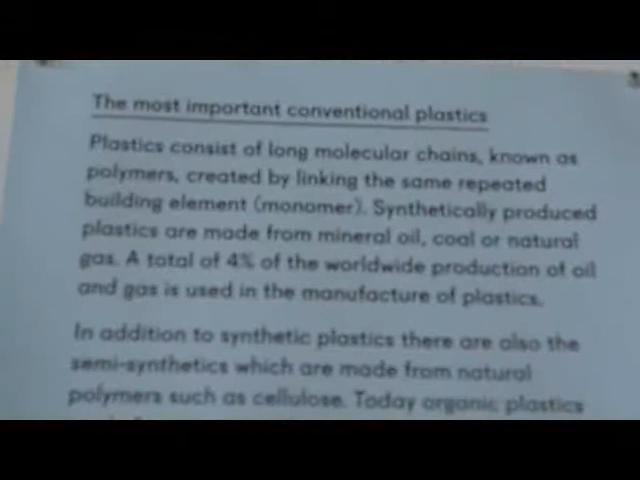 The most important conventional plastics
Plastics consist of long molecular chains, known as
polymers, created by linking the same repeated
building element (monomer). Synthetically produced
plastics are made from mineral oil, coal or natural
gas. A total of 4% of the worldwide production of oil
and gas is used in the manufacture of plastics.
In addition to synthetic plastics there are also the
semi-synthetics which are made from natural
polymers such as cellulose. Today organic plastics